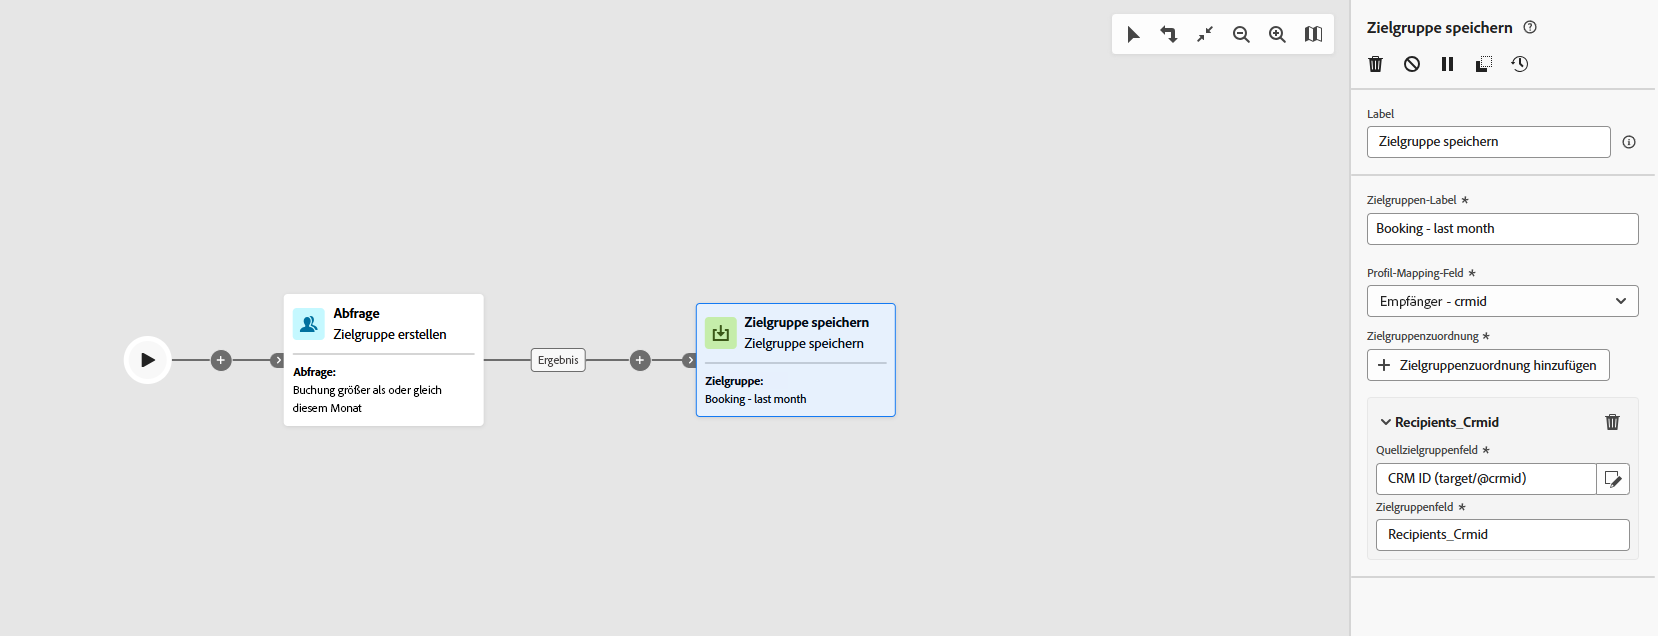 Abfrage
Zielgruppe erstellen
Abfrage:
Buchung größer als oder gleich
diesem Monat
Ergebnis
Zielgruppe speichern
Zielgruppe speichern
Zielgruppe:
Booking - last month
Zielgruppe speichern
Label
Zielgruppe speichern
Zielgruppen-Label *
Booking - last month
Profil-Mapping-Feld *
Empfänger - crmid
Zielgruppenzuordnung *
Zielgruppenzuordnung hinzufügen
Recipients_Crmid
Quellzielgruppenfeld *
CRM ID (target/@crmid)
Zielgruppenfeld *
Recipients_Crmid